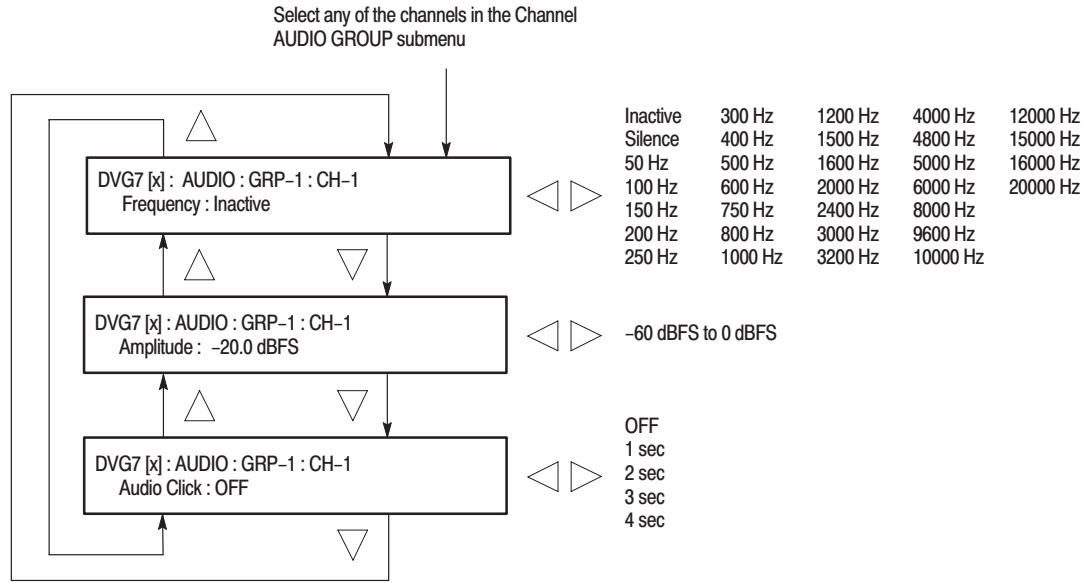 Select any of the channels in the Channel
AUDIO GROUP submenu
DVG7 [x] : AUDIO : GRP–1 : CH–1
Frequency : Inactive
Inactive 300 Hz 1200 Hz 4000 Hz 12000 Hz
Silence 400 Hz 1500 Hz 4800 Hz 15000 Hz
50 Hz 500 Hz 1600 Hz 5000 Hz 16000 Hz
100 Hz 600 Hz 2000 Hz 6000 Hz 20000 Hz
150 Hz 750 Hz 2400 Hz 8000 Hz
200 Hz 800 Hz 3000 Hz 9600 Hz
250 Hz 1000 Hz 3200 Hz 10000 Hz
DVG7 [x] : AUDIO : GRP–1 : CH–1
Amplitude : –20.0 dBFS
–60 dBFS to 0 dBFS
DVG7 [x] : AUDIO : GRP–1 : CH–1
Audio Click : OFF
OFF
1 sec
2 sec
3 sec
4 sec